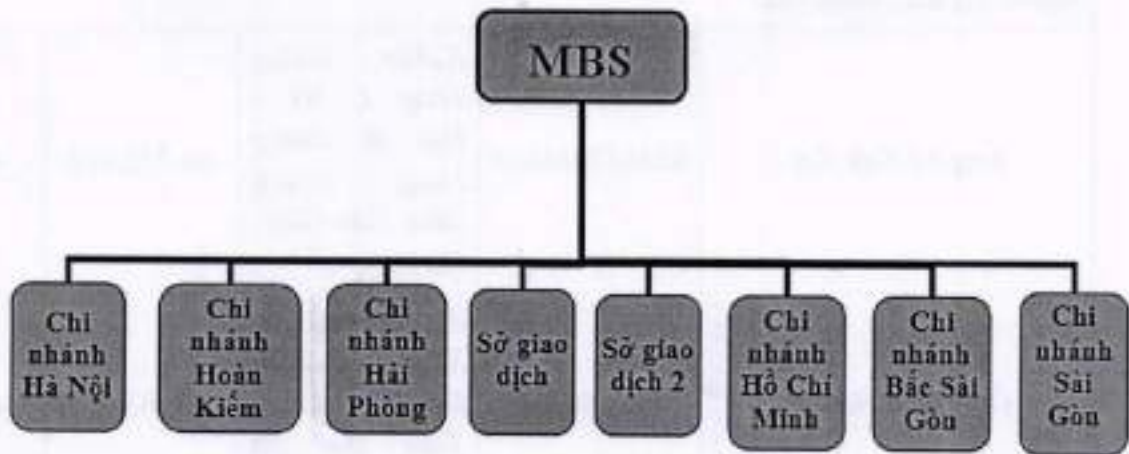 MBS
Chi
nhánh
Hà Nội
Chi
nhánh
Hoàn
Kiếm
Chi
nhánh
Hải
Phòng
Sở giao
dịch
Sở giao
dịch 2
Chi
nhánh
Hồ Chí
Minh
Chi
nhánh
Bắc Sài
Gòn
Chi
nhánh
Sài
Gòn